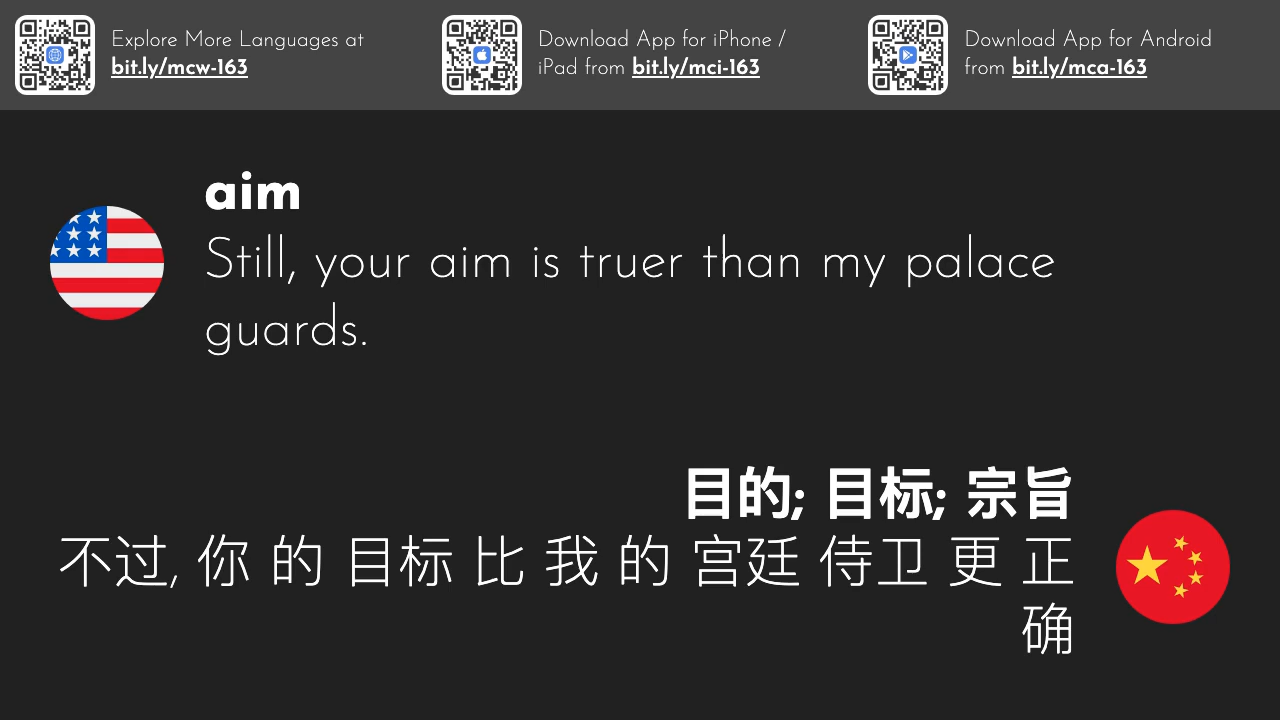 Explore More Languages at
bit.ly/mcw-163
Download App for iPhone /
iPad from bit.ly/mci-163
Download App for Android
from bit.ly/mca-163
aim
Still, your aim is truer than my palace
guards.
目的; 目标; 宗旨
不过, 你 的 目标 比 我 的 宫廷 侍卫 更 正
确